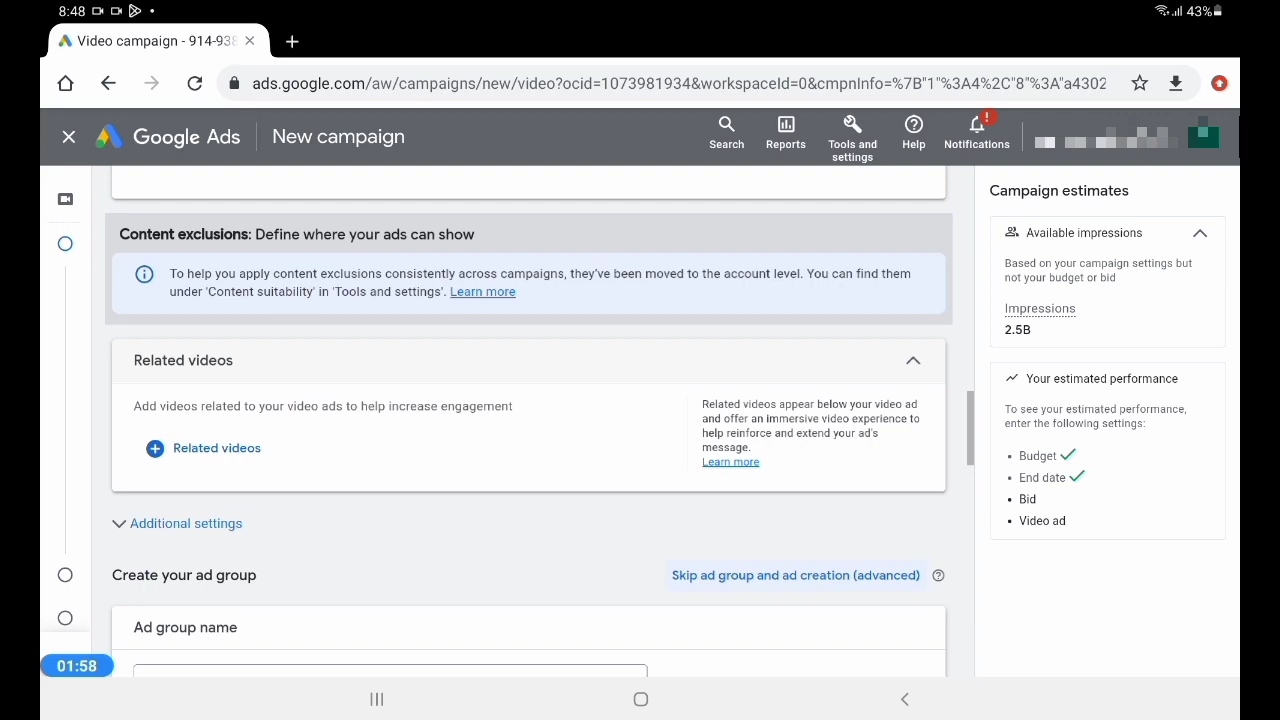 8:48
43%
Video campaign - 914-938
ads.google.com/aw/campaigns/new/video?ocid=1073981934&workspaceId=0&cmpnInfo=%7B"1"%3A4%2C"8"%3A"a4302
Google Ads
New campaign
Search
Reports
Tools and
settings
Help
Notifications
Content exclusions: Define where your ads can show
To help you apply content exclusions consistently across campaigns, they've been moved to the account level. You can find them
under 'Content suitability' in 'Tools and settings'. Learn more
Related videos
Add videos related to your video ads to help increase engagement
Related videos
Related videos appear below your video ad
and offer an immersive video experience to
help reinforce and extend your ad's
message.
Learn more
Additional settings
Create your ad group
Skip ad group and ad creation (advanced)
Ad group name
01:58
Campaign estimates
Available impressions
Based on your campaign settings but
not your budget or bid
Impressions
2.5B
Your estimated performance
To see your estimated performance,
enter the following settings:
• Budget
• End date
• Bid
• Video ad